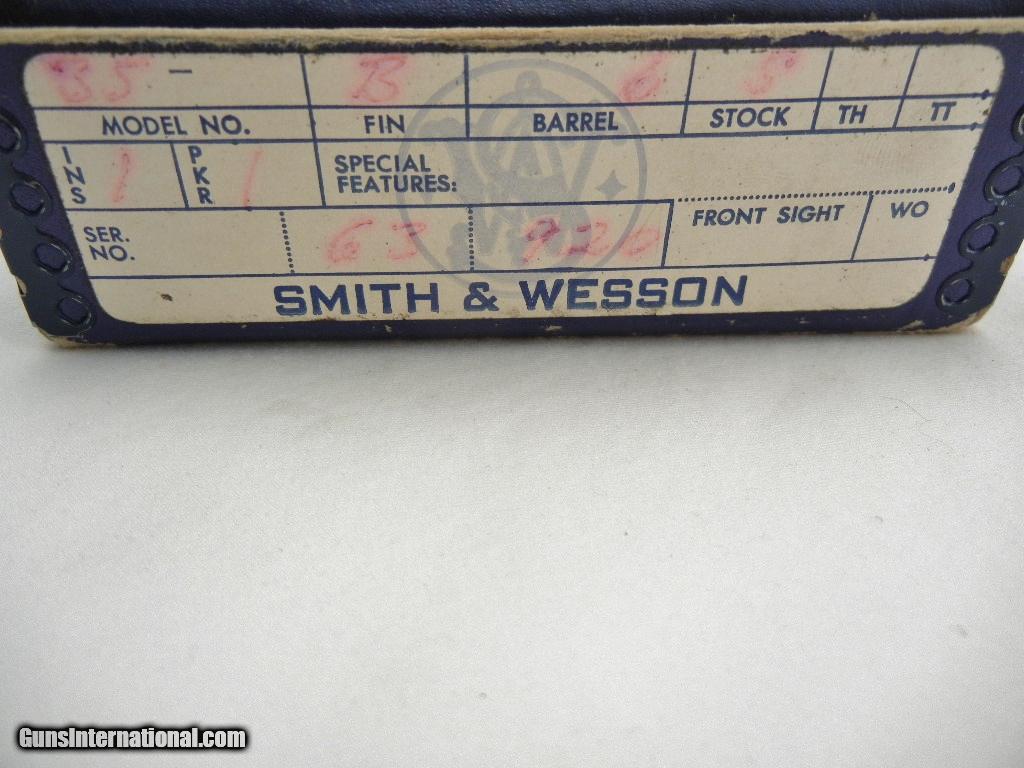 35 - B 6 S
MODEL NO. FIN BARREL STOCK TH TT
INS 1 PKR 1 SPECIAL FEATURES:
SER. NO. 63 920 FRONT SIGHT WO
SMITH & WESSON
GunsInternational.com